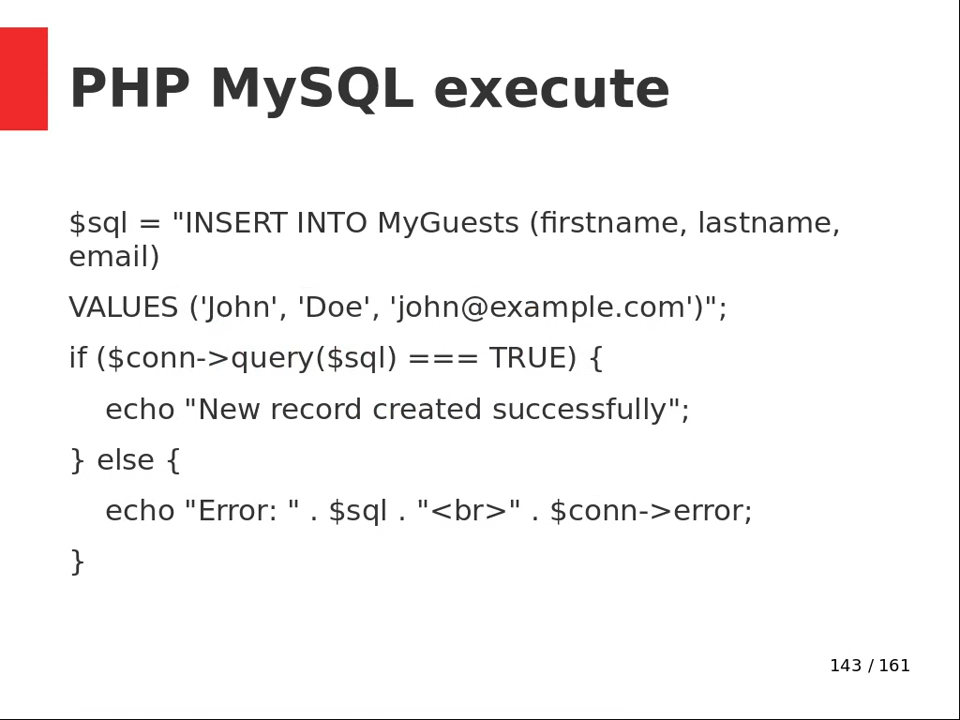 PHP MySQL execute
$sql = "INSERT INTO MyGuests (firstname, lastname,
email)
VALUES ('John', 'Doe', 'john@example.com')";
if ($conn->query($sql) === TRUE) {
    echo "New record created successfully";
} else {
    echo "Error: " . $sql . "<br>" . $conn->error;
}
143 / 161